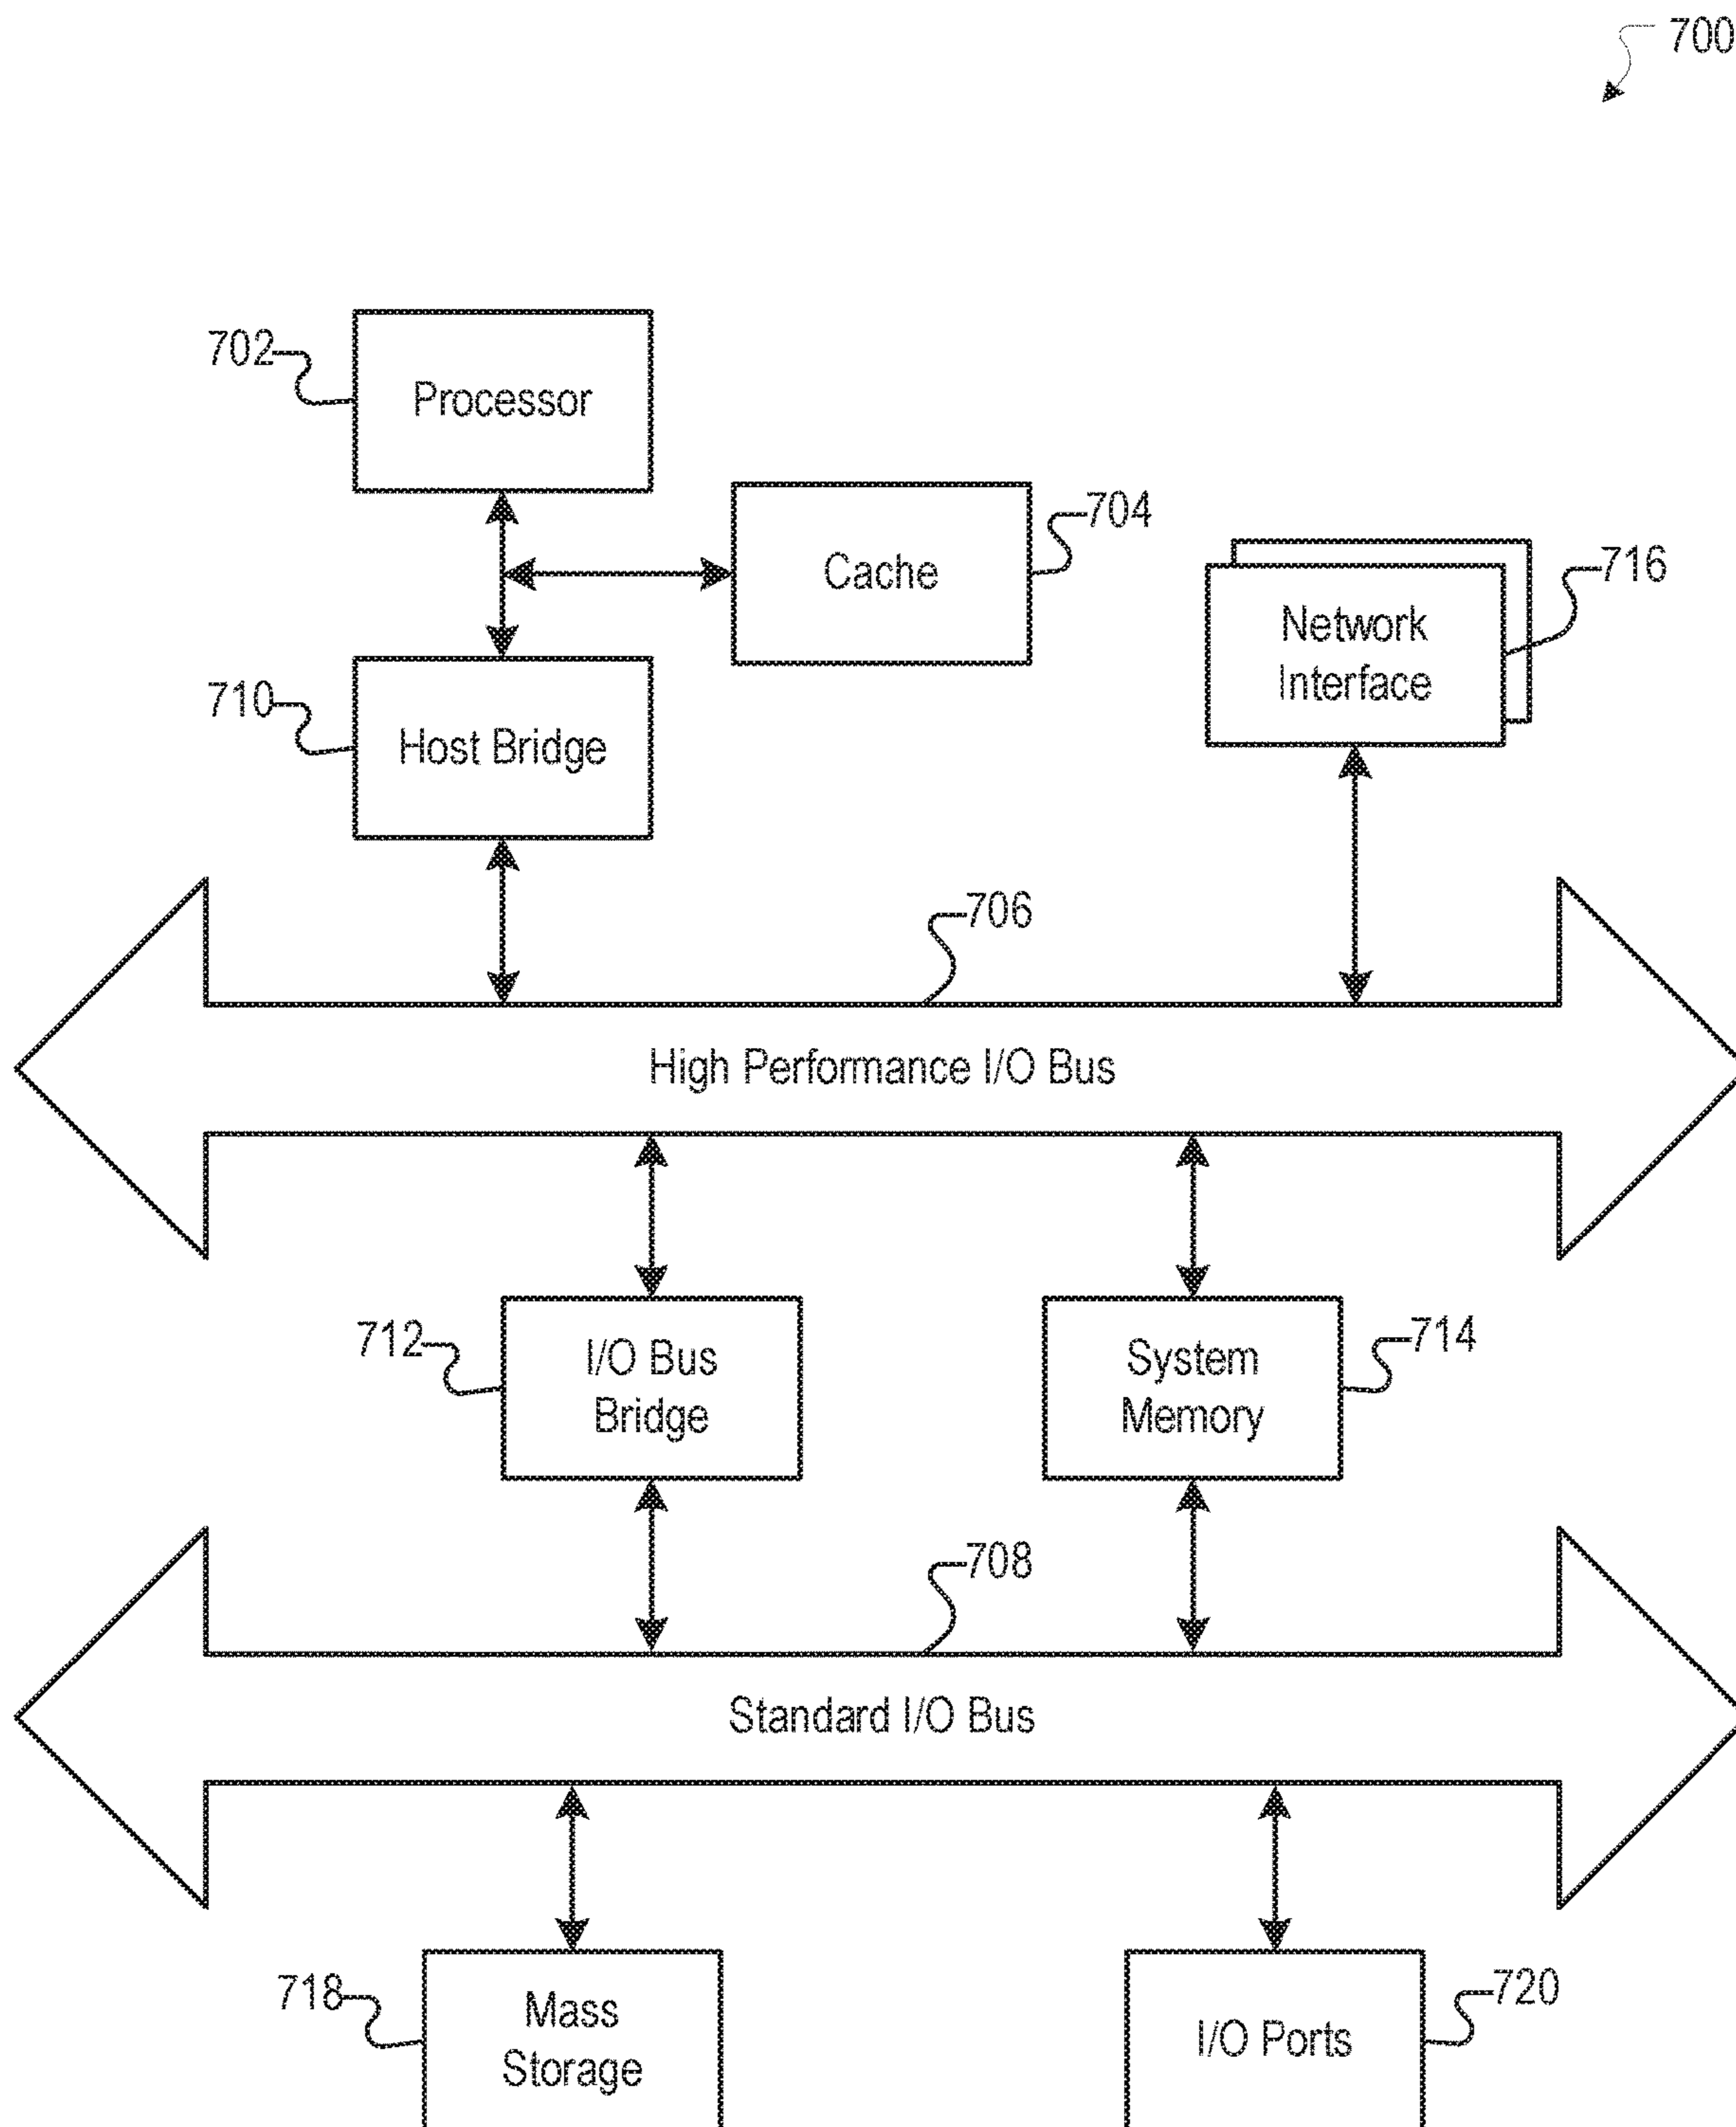 700
702
Processor
704
Cache
716
Network
Interface
710
Host Bridge
706
High Performance I/O Bus
712
I/O Bus
Bridge
714
System
Memory
708
Standard I/O Bus
718
Mass
Storage
720
I/O Ports